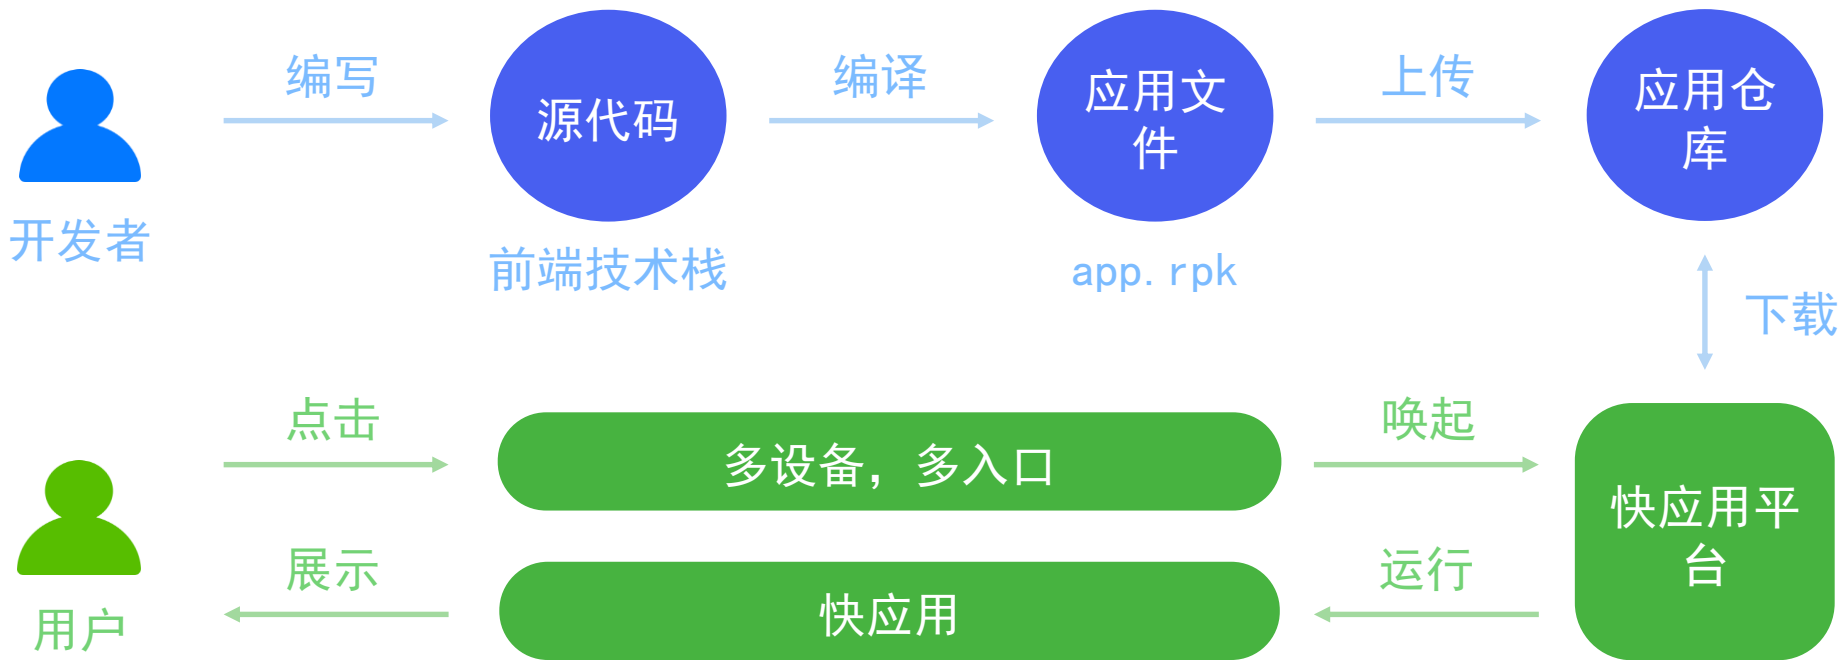 编写
编译
上传
源代码
应用文
件
应用仓
库
开发者
前端技术栈
app.rpk
下载
点击
唤起
多设备，多入口
快应用平
台
展示
运行
快应用
用户